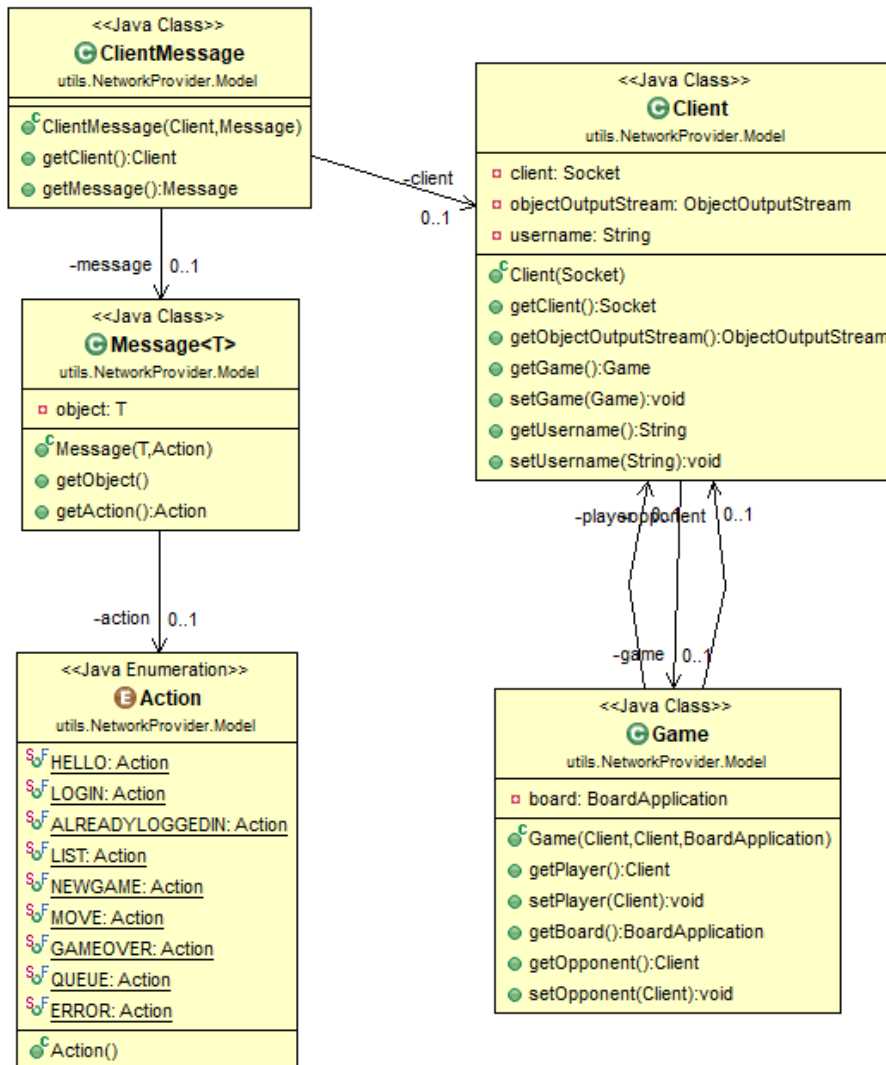 <<Java Class>>
ClientMessage
utils.NetworkProvider.Model
ClientMessage(Client,Message)
getClient():Client
getMessage():Message
-client
0..1
-message 0..1
<<Java Class>>
Message<T>
utils.NetworkProvider.Model
object: T
Message(T,Action)
getObject()
getAction():Action
-action 0..1
<<Java Enumeration>>
Action
utils.NetworkProvider.Model
HELLO: Action
LOGIN: Action
ALREADYLOGGEDIN: Action
LIST: Action
NEWGAME: Action
MOVE: Action
GAMEOVER: Action
QUEUE: Action
ERROR: Action
Action()
<<Java Class>>
Client
utils.NetworkProvider.Model
client: Socket
objectOutputStream: ObjectOutputStream
username: String
Client(Socket)
getClient():Socket
getObjectOutputStream():ObjectOutputStream
getGame():Game
setGame(Game):void
getUsername():String
setUsername(String):void
-player -opponent 0..1 0..1
-game 0..1
<<Java Class>>
Game
utils.NetworkProvider.Model
board: BoardApplication
Game(Client,Client,BoardApplication)
getPlayer():Client
setPlayer(Client):void
getBoard():BoardApplication
getOpponent():Client
setOpponent(Client):void